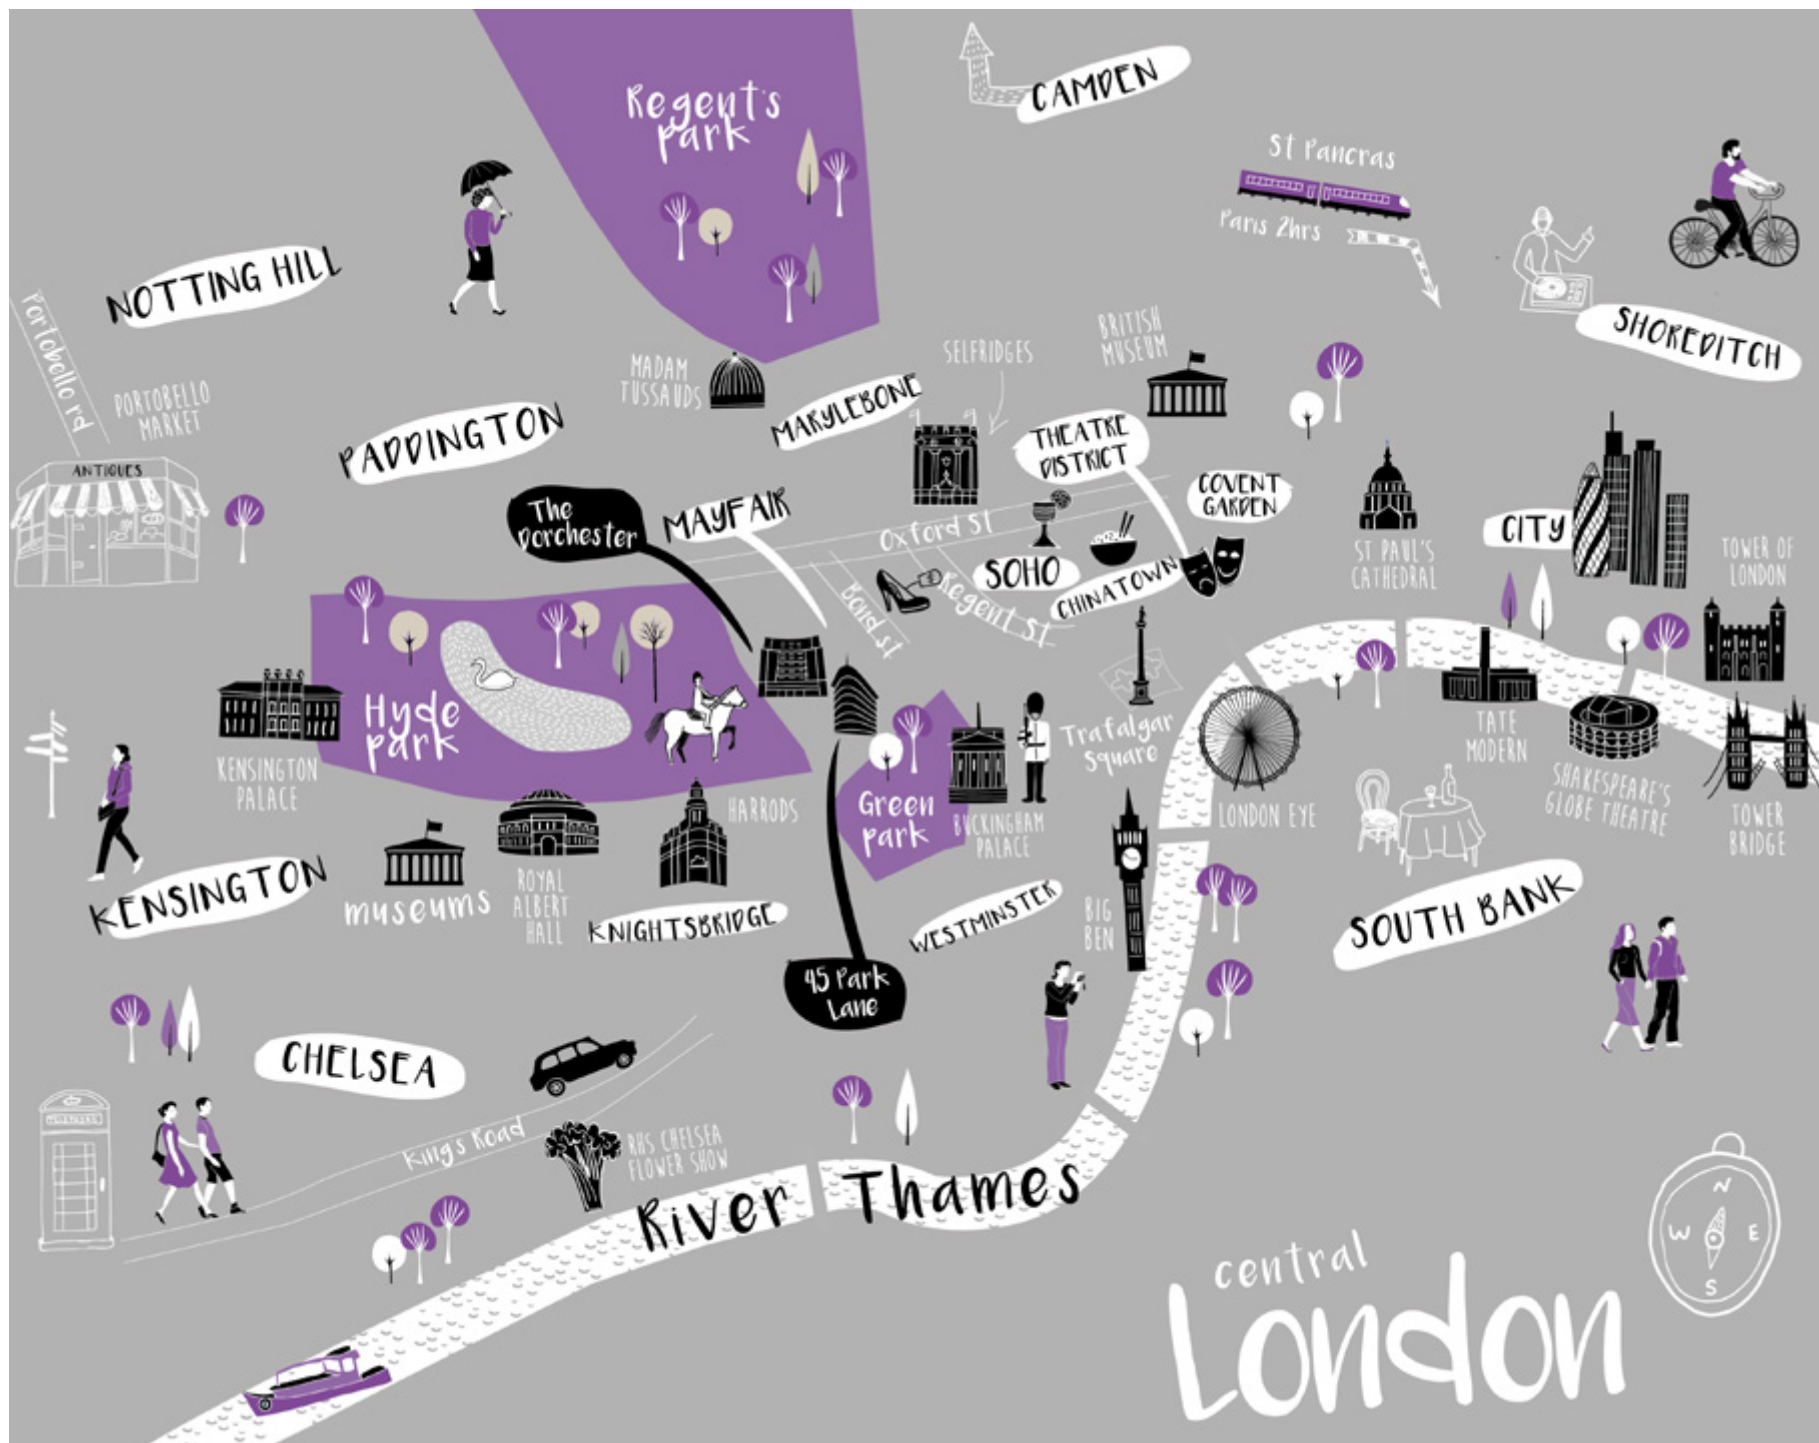 Regent's
park
CAMDEN
St Pancras
Paris 2hrs
NOTTING HILL
SHOREDITCH
Portobello rd
PORTOBELLO
MARKET
ANTIQUES
PADDINGTON
MADAM
TUSSAUDS
MARYLEBONE
SELFRIDGES
BRITISH
MUSEUM
THEATRE
DISTRICT
COVENT
GARDEN
The
Dorchester
MAYFAIR
Oxford St
Bond st
Regent St
SOHO
CHINATOWN
ST PAUL'S
CATHEDRAL
CITY
TOWER OF
LONDON
Hyde
park
KENSINGTON
PALACE
Green
park
BUCKINGHAM
PALACE
Trafalgar
Square
LONDON EYE
TATE
MODERN
SHAKESPEARE'S
GLOBE THEATRE
TOWER
BRIDGE
HARRODS
museums
ROYAL
ALBERT
HALL
KENSINGTON
KNIGHTSBRIDGE
WESTMINSTER
BIG
BEN
SOUTH BANK
45 Park
Lane
CHELSEA
King's Road
RHS CHELSEA
FLOWER SHOW
River Thames
N
W E
S
central
London